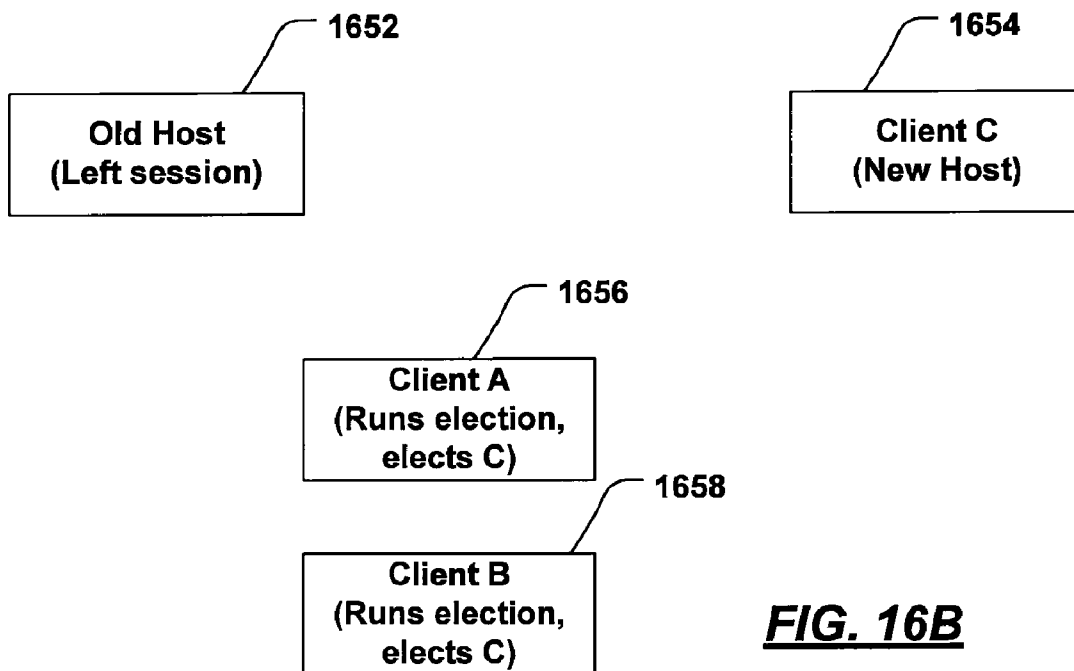 1652
Old Host
(Left session)
1654
Client C
(New Host)
1656
Client A
(Runs election,
elects C)
1658
Client B
(Runs election,
elects C)
FIG. 16B